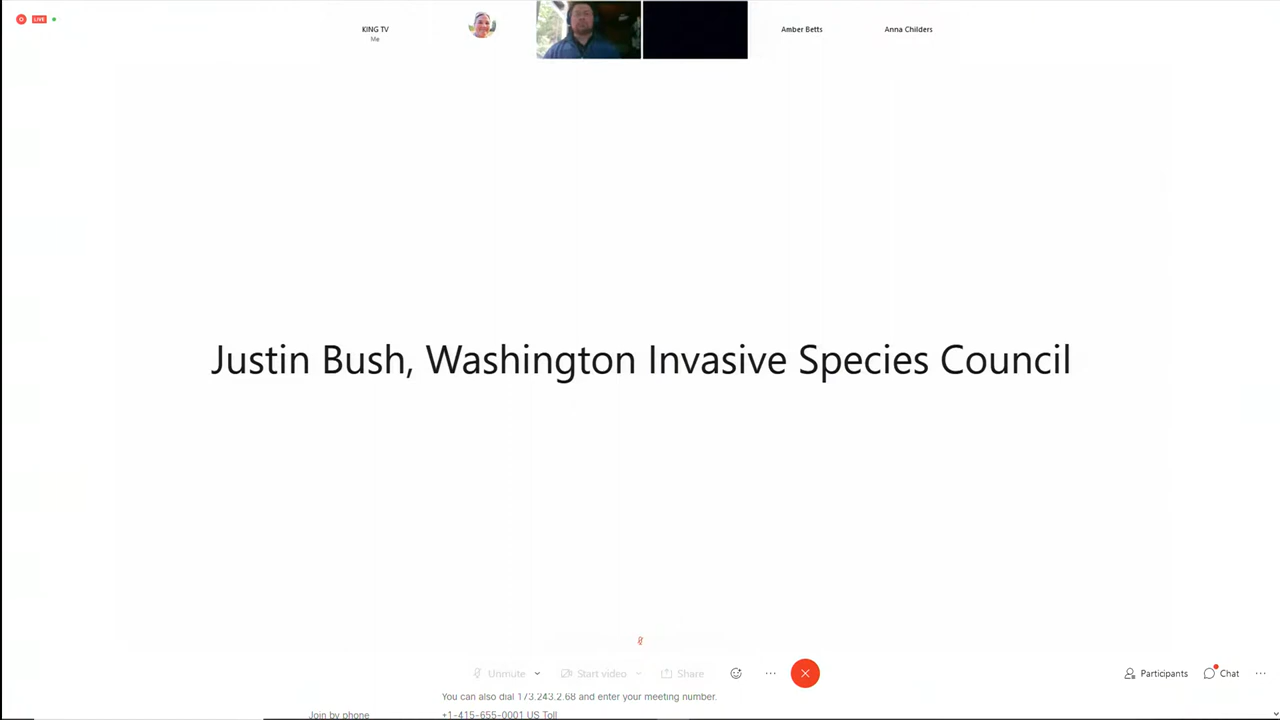 LIVE
KING TV
Me
Amber Betts
Anna Childers
Justin Bush, Washington Invasive Species Council
Unmute
Start video
Share
Participants
Chat
You can also dial 173.243.2.68 and enter your meeting number.
Join by phone
+1-415-655-0001 US Toll